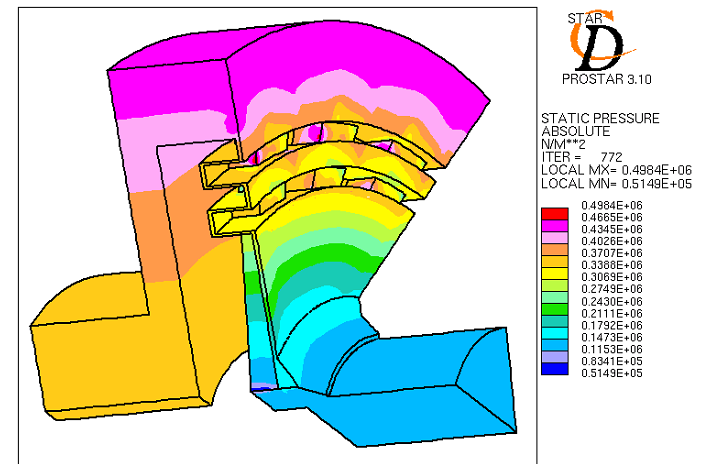 STAR
CD
PROSTAR 3.10
STATIC PRESSURE
ABSOLUTE
N/M**2
ITER = 772
LOCAL MX= 0.4984E+06
LOCAL MN= 0.5149E+05
0.4984E+06
0.4665E+06
0.4345E+06
0.4026E+06
0.3707E+06
0.3388E+06
0.3069E+06
0.2749E+06
0.2430E+06
0.2111E+06
0.1792E+06
0.1473E+06
0.1153E+06
0.8341E+05
0.5149E+05